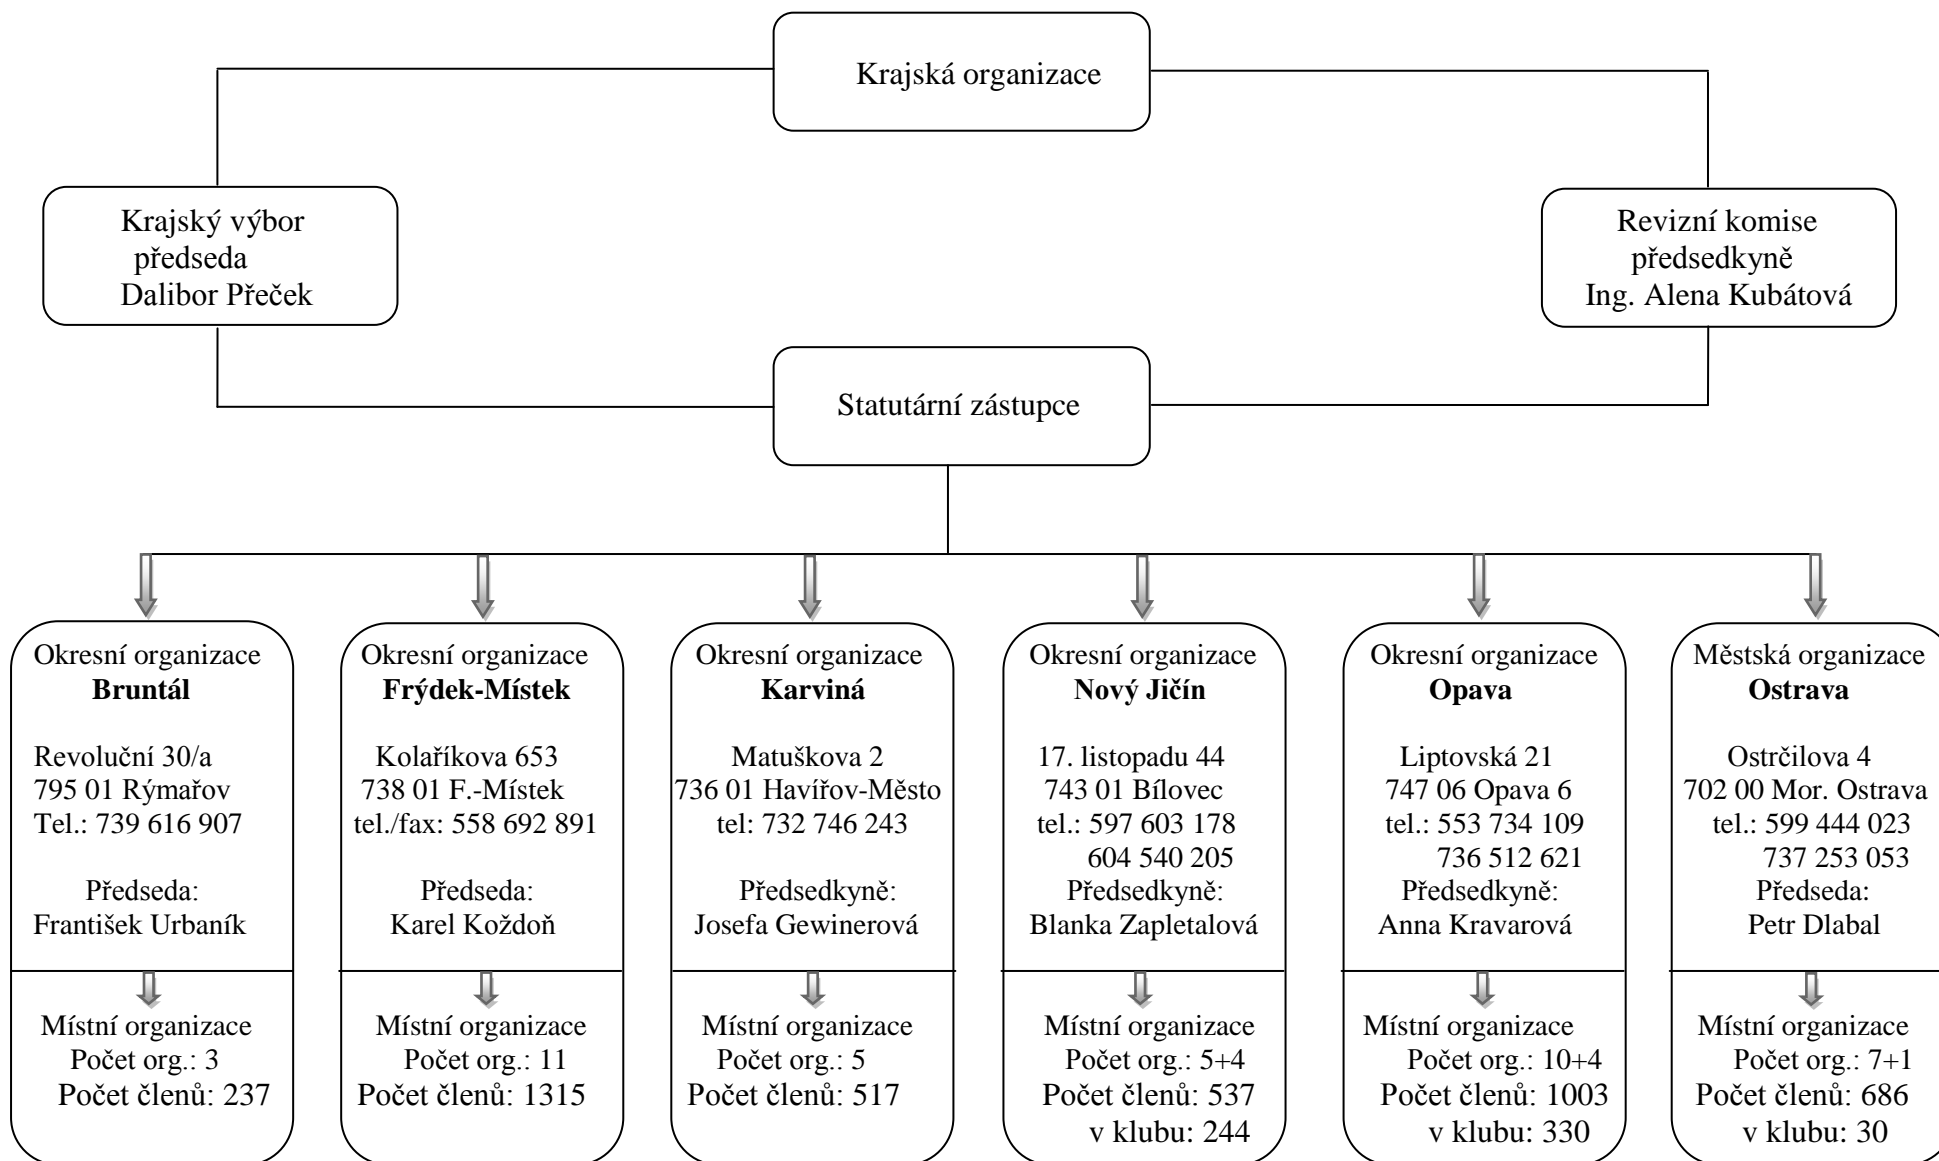 Krajská organizace
Krajský výbor
předseda
Dalibor Přeček
Revizní komise
předsedkyně
Ing. Alena Kubátová
Statutární zástupce
Okresní organizace
Bruntál
Revoluční 30/a
795 01 Rýmařov
Tel.: 739 616 907
Předseda:
František Urbaník
Místní organizace
Počet org.: 3
Počet členů: 237
Okresní organizace
Frýdek-Místek
Kolaříkova 653
738 01 F.-Místek
tel./fax: 558 692 891
Předseda:
Karel Koždoň
Místní organizace
Počet org.: 11
Počet členů: 1315
Okresní organizace
Karviná
Matuškova 2
736 01 Havířov-Město
tel: 732 746 243
Předsedkyně:
Josefa Gewinerová
Místní organizace
Počet org.: 5
Počet členů: 517
Okresní organizace
Nový Jičín
17. listopadu 44
743 01 Bílovec
tel.: 597 603 178
604 540 205
Předsedkyně:
Blanka Zapletalová
Místní organizace
Počet org.: 5+4
Počet členů: 537
v klubu: 244
Okresní organizace
Opava
Liptovská 21
747 06 Opava 6
tel.: 553 734 109
736 512 621
Předsedkyně:
Anna Kravarová
Místní organizace
Počet org.: 10+4
Počet členů: 1003
v klubu: 330
Městská organizace
Ostrava
Ostrčilova 4
702 00 Mor. Ostrava
tel.: 599 444 023
737 253 053
Předseda:
Petr Dlabal
Místní organizace
Počet org.: 7+1
Počet členů: 686
v klubu: 30